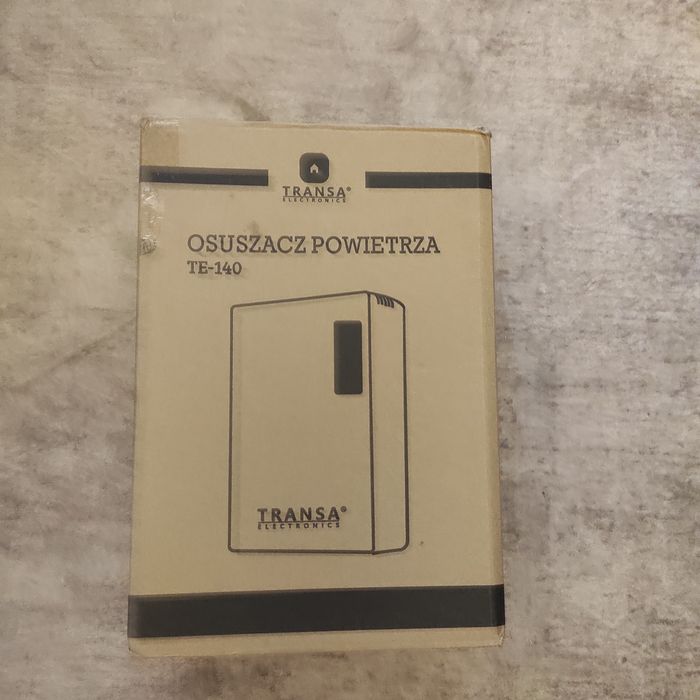 TRANSA®
ELECTRONICS
OSUSZACZ POWIETRZA
TE-140
TRANSA®
ELECTRONICS